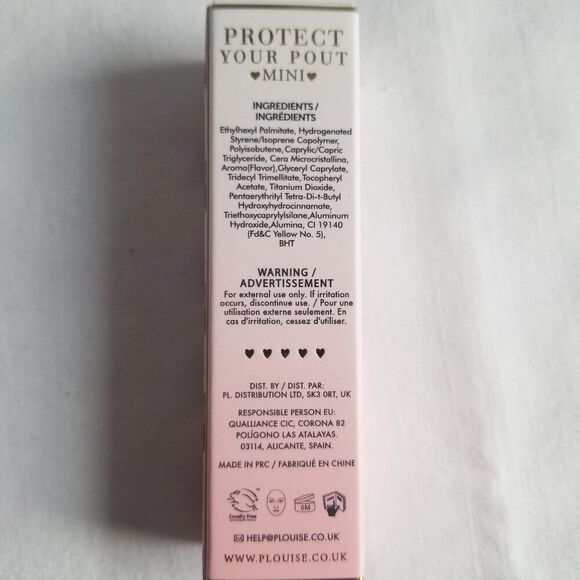 PROTECT
YOUR POUT
♥MINI♥
INGREDIENTS /
INGRÉDIENTS
Ethylhexyl Palmitate, Hydrogenated
Styrene/Isoprene Copolymer,
Polyisobutene, Caprylic/Capric
Triglyceride, Cera Microcristallina,
Aroma(Flavor),Glyceryl Caprylate,
Tridecyl Trimellitate,Tocopheryl
Acetate, Titanium Dioxide,
Pentaerythrityl Tetra-Di-t-Butyl
Hydroxyhydrocinnamate,
Triethoxycaprylylsilane,Aluminum
Hydroxide,Alumina, CI 19140
(Fd&C Yellow No. 5),
BHT
WARNING /
ADVERTISSEMENT
For external use only. If irritation
occurs, discontinue use. / Pour une
utilisation externe seulement. En
cas d'irritation, cessez d'utiliser.
♥ ♥ ♥ ♥ ♥
DIST. BY / DIST. PAR:
PL. DISTRIBUTION LTD, SK3 0RT, UK
RESPONSIBLE PERSON EU:
QUALLIANCE CIC, CORONA 82
POLÍGONO LAS ATALAYAS.
03114, ALICANTE, SPAIN.
MADE IN PRC / FABRIQUÉ EN CHINE
Cruelty Free
INTERNATIONAL
6M
HELP@PLOUISE.CO.UK
WWW.PLOUISE.CO.UK